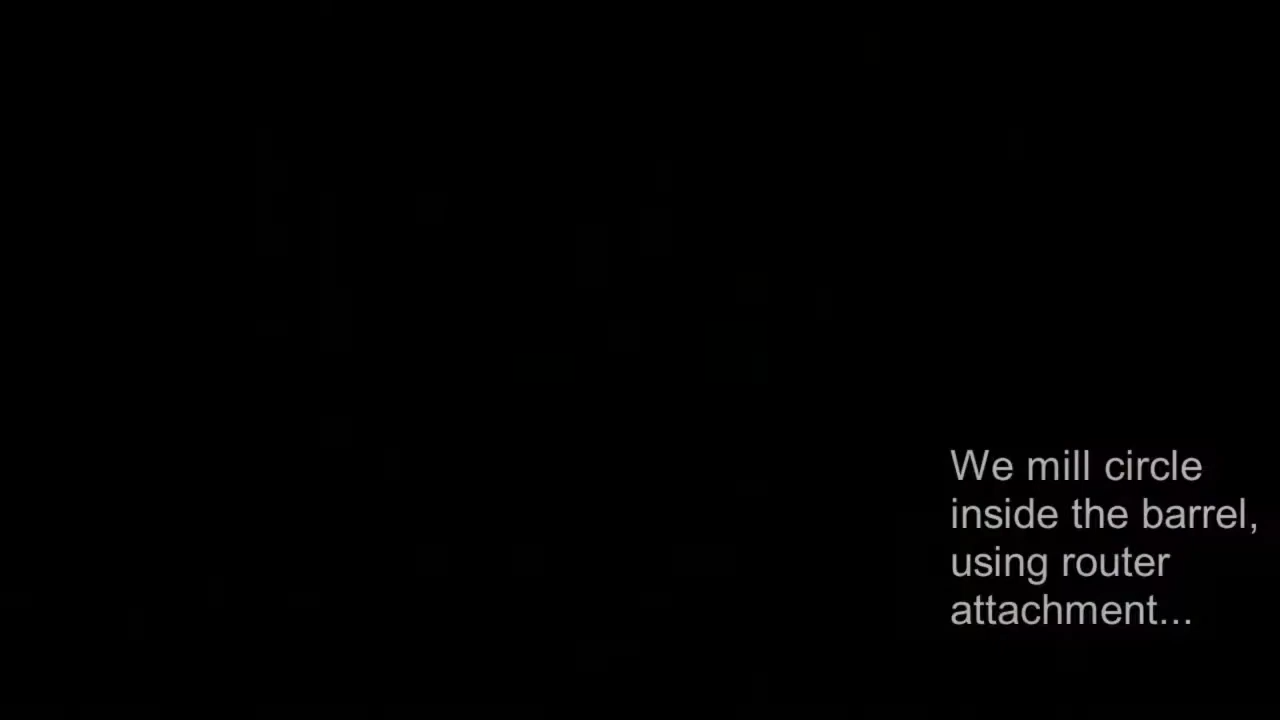 We mill circle
inside the barrel,
using router
attachment...